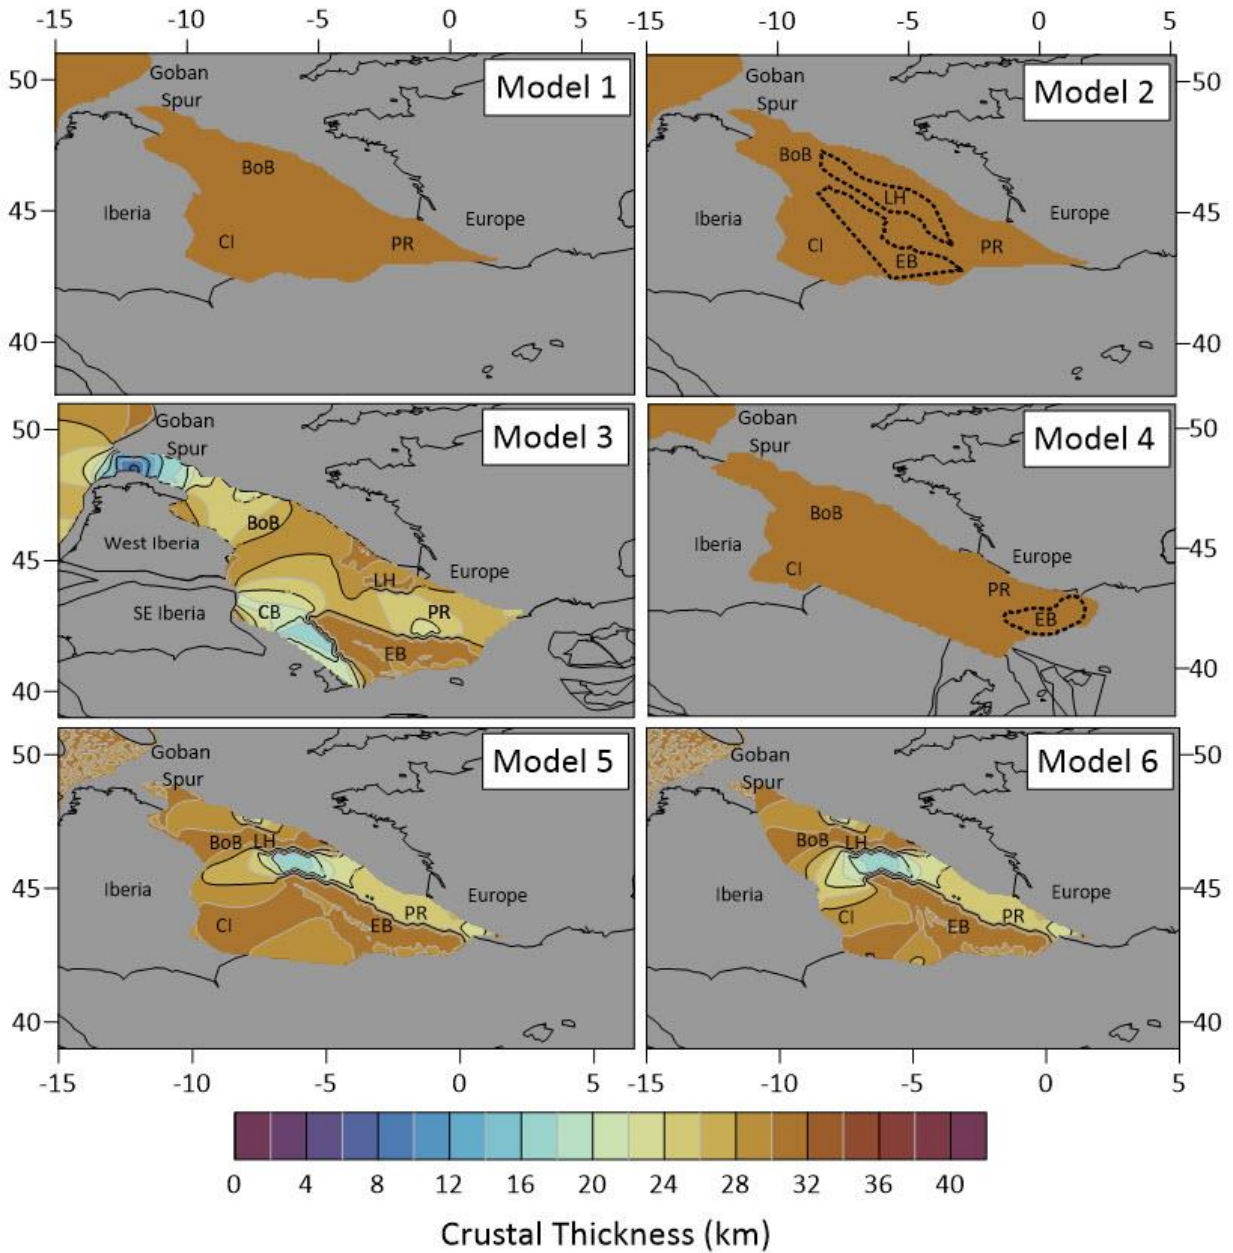 -15 -10 -5 0 5 -15 -10 -5 0 5
50 Goban Spur Model 1
BoB
45 Iberia Europe
CI PR
40
Goban Spur Model 2 50
BoB
LH
Iberia Europe 45
CI PR
EB
40
50 Goban Spur Model 3
BoB
45 West Iberia Europe
LH
SE Iberia CB PR
EB
40
Goban Spur Model 4 50
BoB
Iberia Europe 45
CI PR
EB
40
50 Goban Spur Model 5
BoB LH
45 Iberia Europe
CI EB PR
40
-15 -10 -5 0 5
Goban Spur Model 6 50
BoB LH
Iberia Europe 45
CI EB PR
40
-15 -10 -5 0 5
0 4 8 12 16 20 24 28 32 36 40
Crustal Thickness (km)